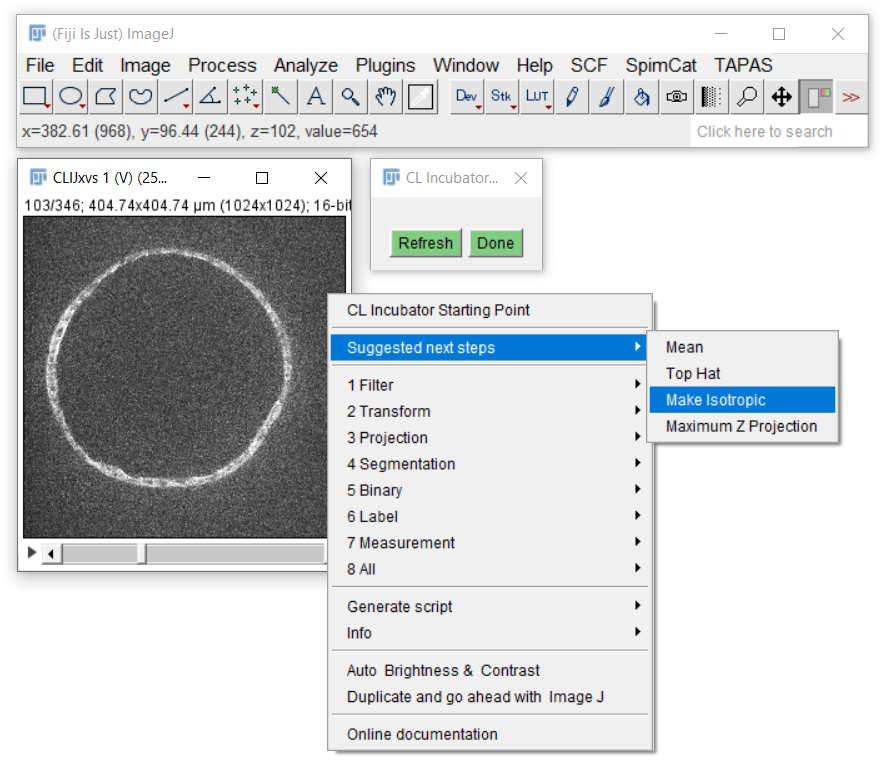 (Fiji Is Just) ImageJ
File Edit Image Process Analyze Plugins Window Help SCF SpimCat TAPAS
A Dev Stk LUT >>
x=382.61 (968), y=96.44 (244), z=102, value=654
Click here to search
CLIJxvs 1 (V) (25...
103/346; 404.74x404.74 µm (1024x1024); 16-bit
CL Incubator...
Refresh Done
CL Incubator Starting Point
Suggested next steps
1 Filter
2 Transform
3 Projection
4 Segmentation
5 Binary
6 Label
7 Measurement
8 All
Generate script
Info
Auto Brightness & Contrast
Duplicate and go ahead with Image J
Online documentation
Mean
Top Hat
Make Isotropic
Maximum Z Projection